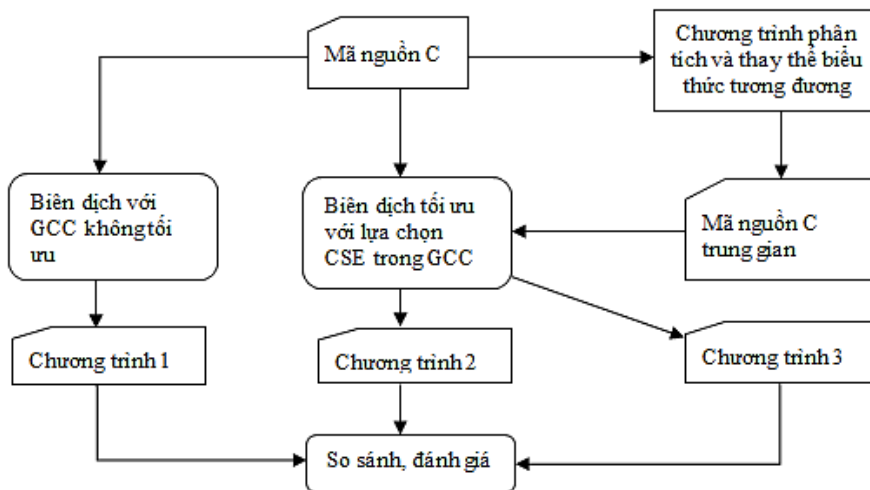 Mã nguồn C
Chương trình phân
tích và thay thế biểu
thức tương đương
Biên dịch với
GCC không tối
ưu
Biên dịch tối ưu
với lựa chọn
CSE trong GCC
Mã nguồn C
trung gian
Chương trình 1
Chương trình 2
Chương trình 3
So sánh, đánh giá